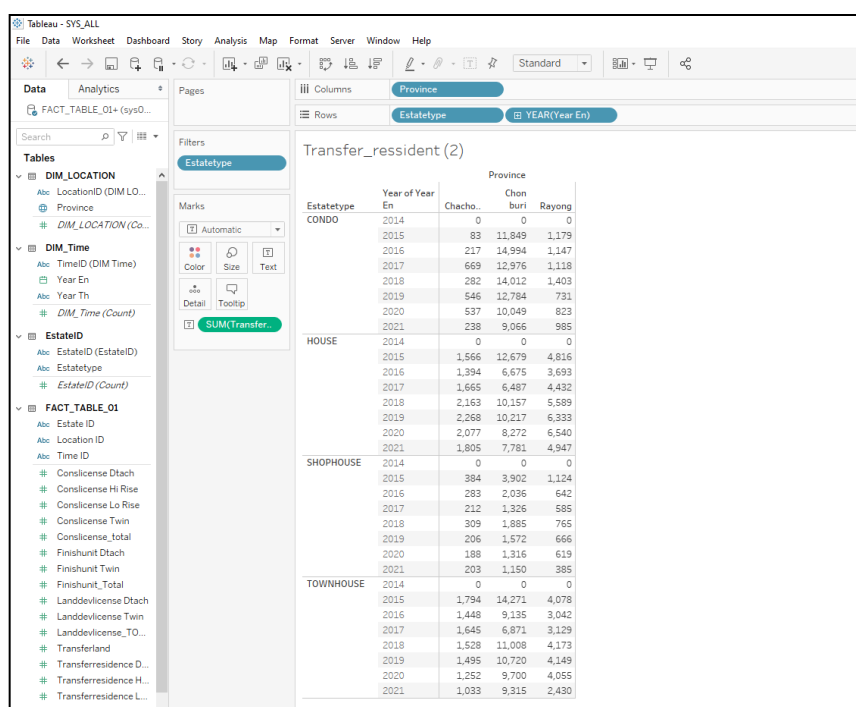 Tableau - SYS_ALL
File Data Worksheet Dashboard Story Analysis Map Format Server Window Help
Standard
Data Analytics
FACT_TABLE_01+ (sys0...
Search
Tables
DIM_LOCATION
Abc LocationID (DIM LO...
Province
# DIM_LOCATION (Co...
DIM_Time
Abc TimeID (DIM Time)
Year En
Abc Year Th
# DIM_Time (Count)
EstateID
Abc EstateID (EstateID)
Abc Estatetype
# EstateID (Count)
FACT_TABLE_01
Abc Estate ID
Abc Location ID
Abc Time ID
# Conslicense Dtach
# Conslicense Hi Rise
# Conslicense Lo Rise
# Conslicense Twin
# Conslicense_total
# Finishunit Dtach
# Finishunit Twin
# Finishunit_Total
# Landdevlicense Dtach
# Landdevlicense Twin
# Landdevlicense_TO...
# Transferland
# Transferresidence D...
# Transferresidence H...
# Transferresidence L...
Pages
Filters
Estatetype
Marks
T Automatic
Color Size Text
Detail Tooltip
T SUM(Transfer..
iii Columns Province
Rows Estatetype YEAR(Year En)
Transfer_ressident (2)
Province
Estatetype Year of Year En Chacho.. Chon buri Rayong
CONDO 2014 0 0 0
2015 83 11,849 1,179
2016 217 14,994 1,147
2017 669 12,976 1,118
2018 282 14,012 1,403
2019 546 12,784 731
2020 537 10,049 823
2021 238 9,066 985
HOUSE 2014 0 0 0
2015 1,566 12,679 4,816
2016 1,394 6,675 3,693
2017 1,665 6,487 4,432
2018 2,163 10,157 5,589
2019 2,268 10,217 6,333
2020 2,077 8,272 6,540
2021 1,805 7,781 4,947
SHOPHOUSE 2014 0 0 0
2015 384 3,902 1,124
2016 283 2,036 642
2017 212 1,326 585
2018 309 1,885 765
2019 206 1,572 666
2020 188 1,316 619
2021 203 1,150 385
TOWNHOUSE 2014 0 0 0
2015 1,794 14,271 4,078
2016 1,448 9,135 3,042
2017 1,645 6,871 3,129
2018 1,528 11,008 4,173
2019 1,495 10,720 4,149
2020 1,252 9,700 4,055
2021 1,033 9,315 2,430